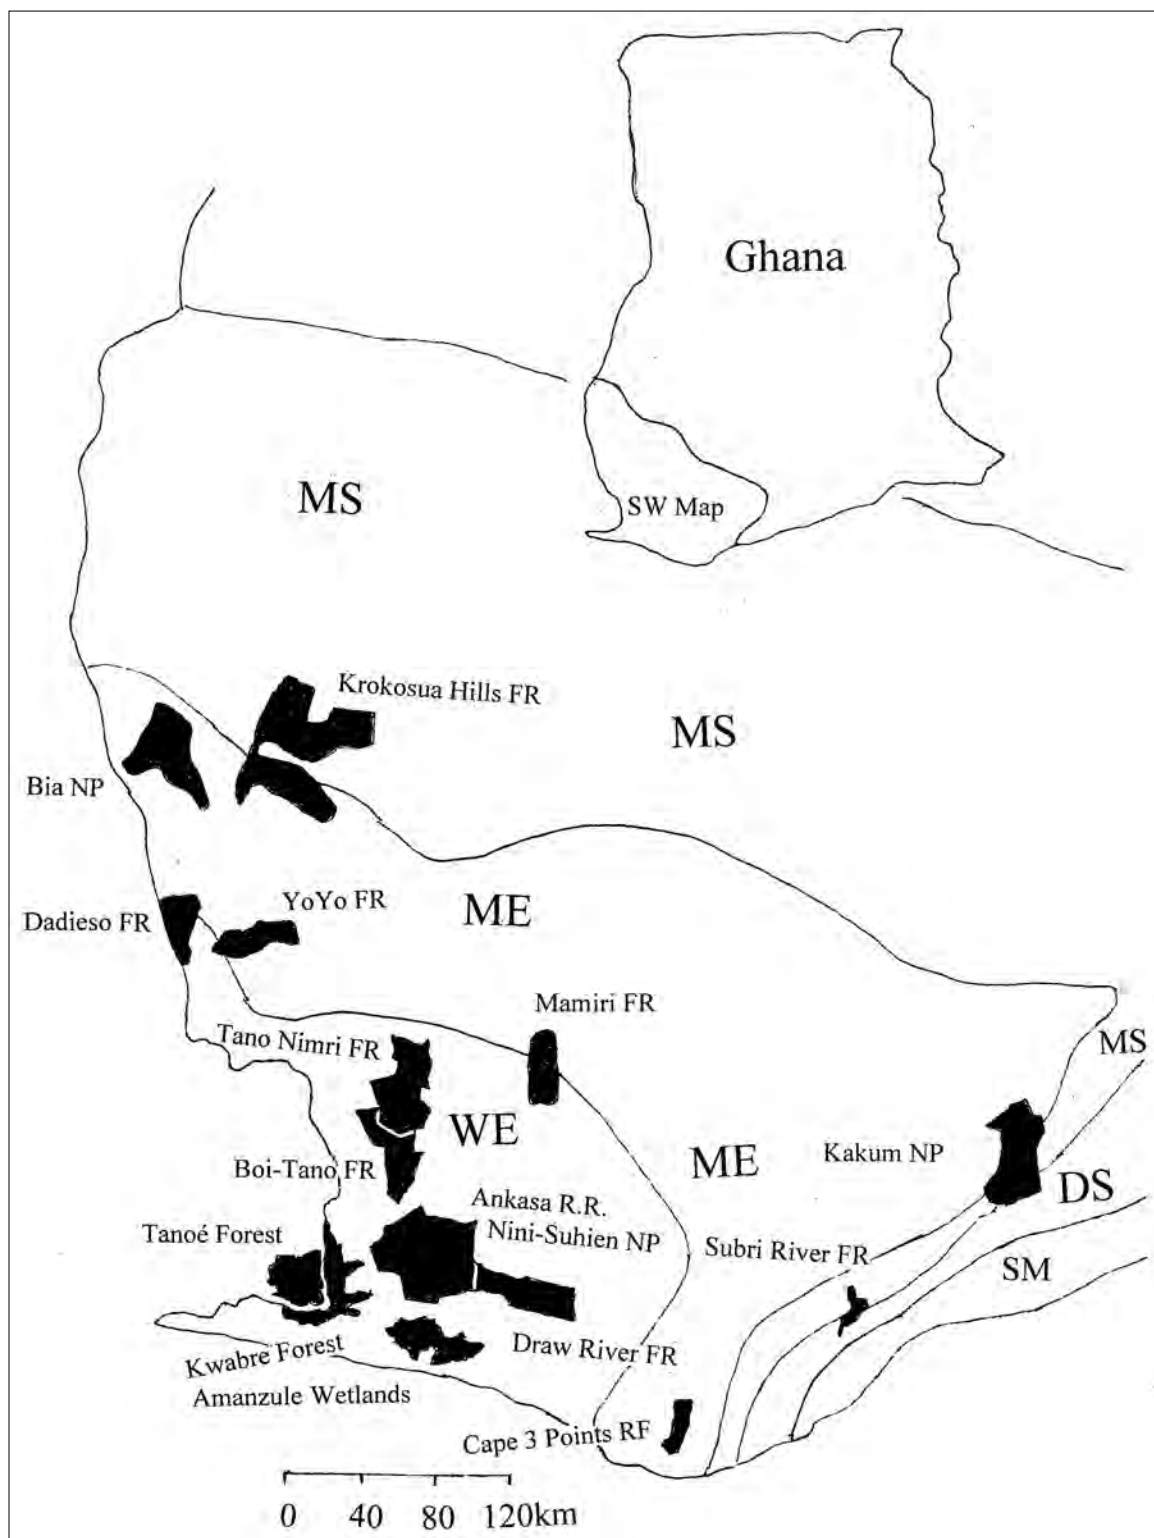 Ghana
SW Map
MS
Krokosua Hills FR
MS
Bia NP
YoYo FR
ME
Dadieso FR
Mamiri FR
Tano Nimri FR
MS
WE
ME
Kakum NP
Boi-Tano FR
DS
Ankasa R.R.
Nini-Suhien NP
Tanoé Forest
Subri River FR
SM
Kwabre Forest
Draw River FR
Amanzule Wetlands
Cape 3 Points RF
0 40 80 120km